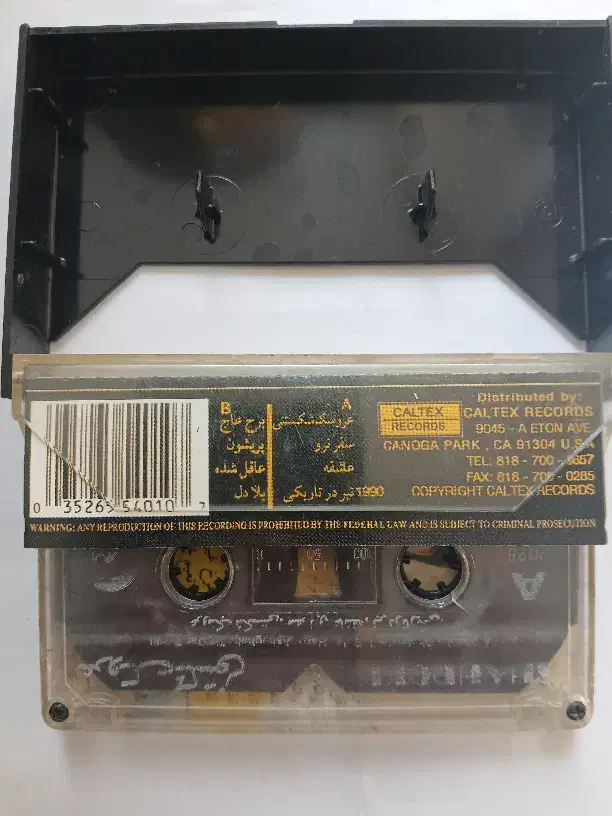 Distributed by:
CALTEX RECORDS
9045 - A ETON AVE.
CANOGA PARK , CA 91304 U.S.A
TEL: 818 - 700 - 8657
FAX: 818 - 700 - 0285
COPYRIGHT CALTEX RECORDS
1990
CALTEX
RECORDS
A
عروسک شکستنی
سفر نرو
عاشقه
تیر در تاریکی
B
برج عاج
پریشون
عاقل شده
یلا دل
0 35265 54010 7
WARNING: ANY REPRODUCTION OF THIS RECORDING IS PROHIBITED BY THE FEDERAL LAW AND IS SUBJECT TO CRIMINAL PROSECUTION
A